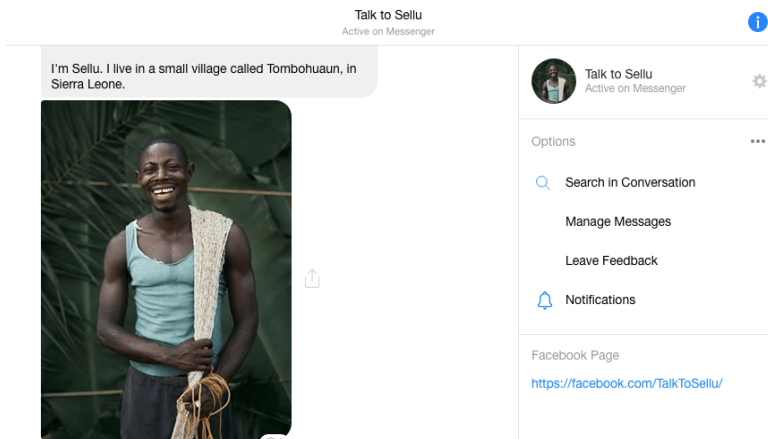 Talk to Sellu
Active on Messenger
I'm Sellu. I live in a small village called Tombohuaun, in
Sierra Leone.
Talk to Sellu
Active on Messenger
Options
Search in Conversation
Manage Messages
Leave Feedback
Notifications
Facebook Page
https://facebook.com/TalkToSellu/